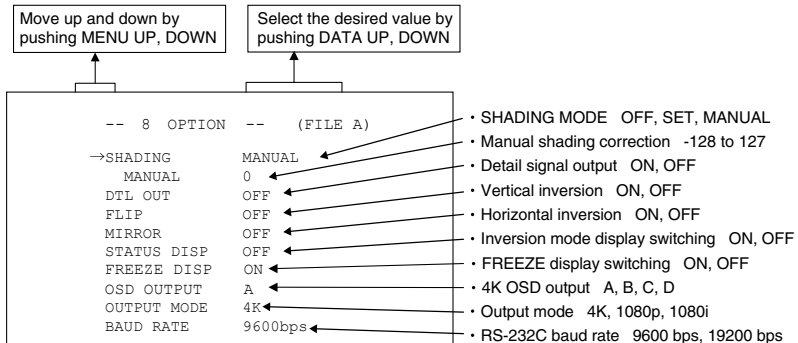 Move up and down by
pushing MENU UP, DOWN
Select the desired value by
pushing DATA UP, DOWN
-- 8 OPTION -- (FILE A)
→SHADING MANUAL
MANUAL 0
DTL OUT OFF
FLIP OFF
MIRROR OFF
STATUS DISP OFF
FREEZE DISP ON
OSD OUTPUT A
OUTPUT MODE 4K
BAUD RATE 9600bps
・SHADING MODE OFF, SET, MANUAL
・Manual shading correction -128 to 127
・Detail signal output ON, OFF
・Vertical inversion ON, OFF
・Horizontal inversion ON, OFF
・Inversion mode display switching ON, OFF
・FREEZE display switching ON, OFF
・4K OSD output A, B, C, D
・Output mode 4K, 1080p, 1080i
・RS-232C baud rate 9600 bps, 19200 bps